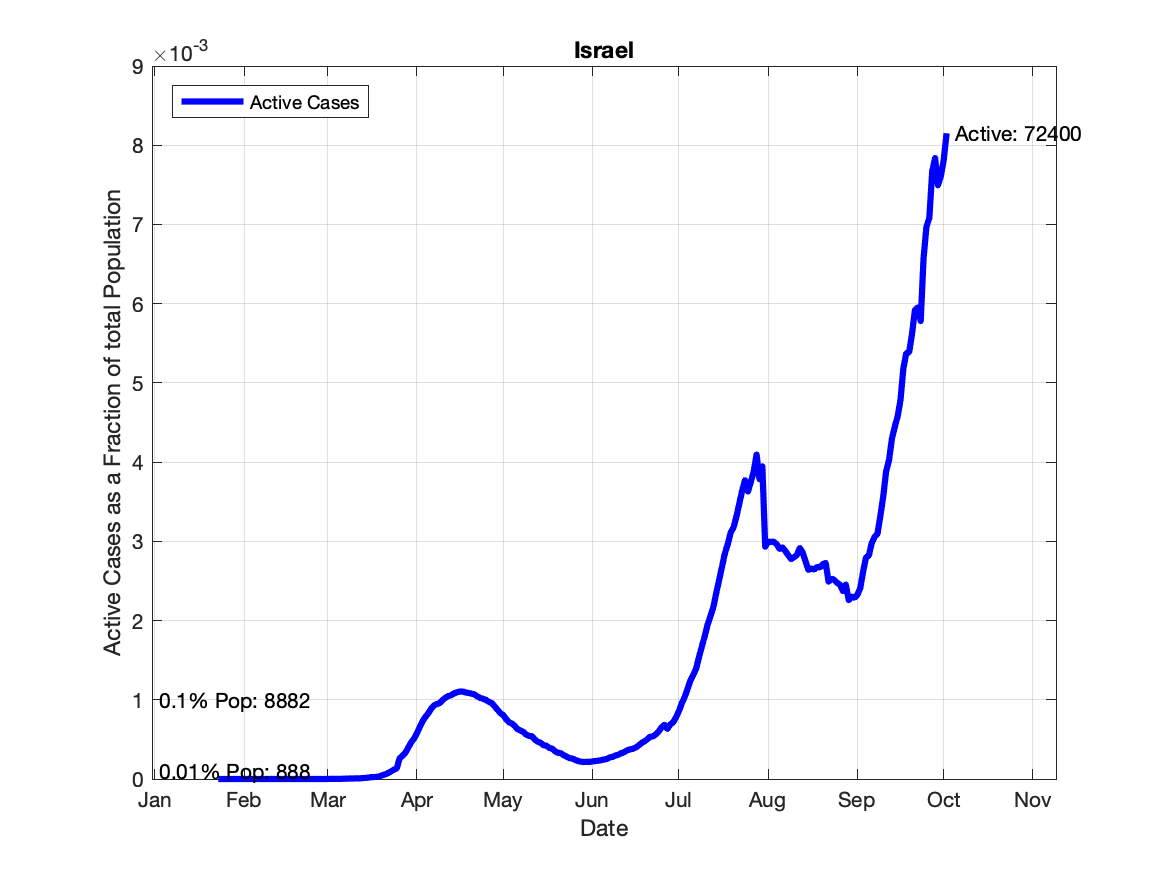 Israel
×10-3
9
8
7
6
5
4
3
2
1
0
Active Cases as a Fraction of total Population
Active Cases
Active: 72400
0.1% Pop: 8882
0.01% Pop: 888
Jan Feb Mar Apr May Jun Jul Aug Sep Oct Nov
Date